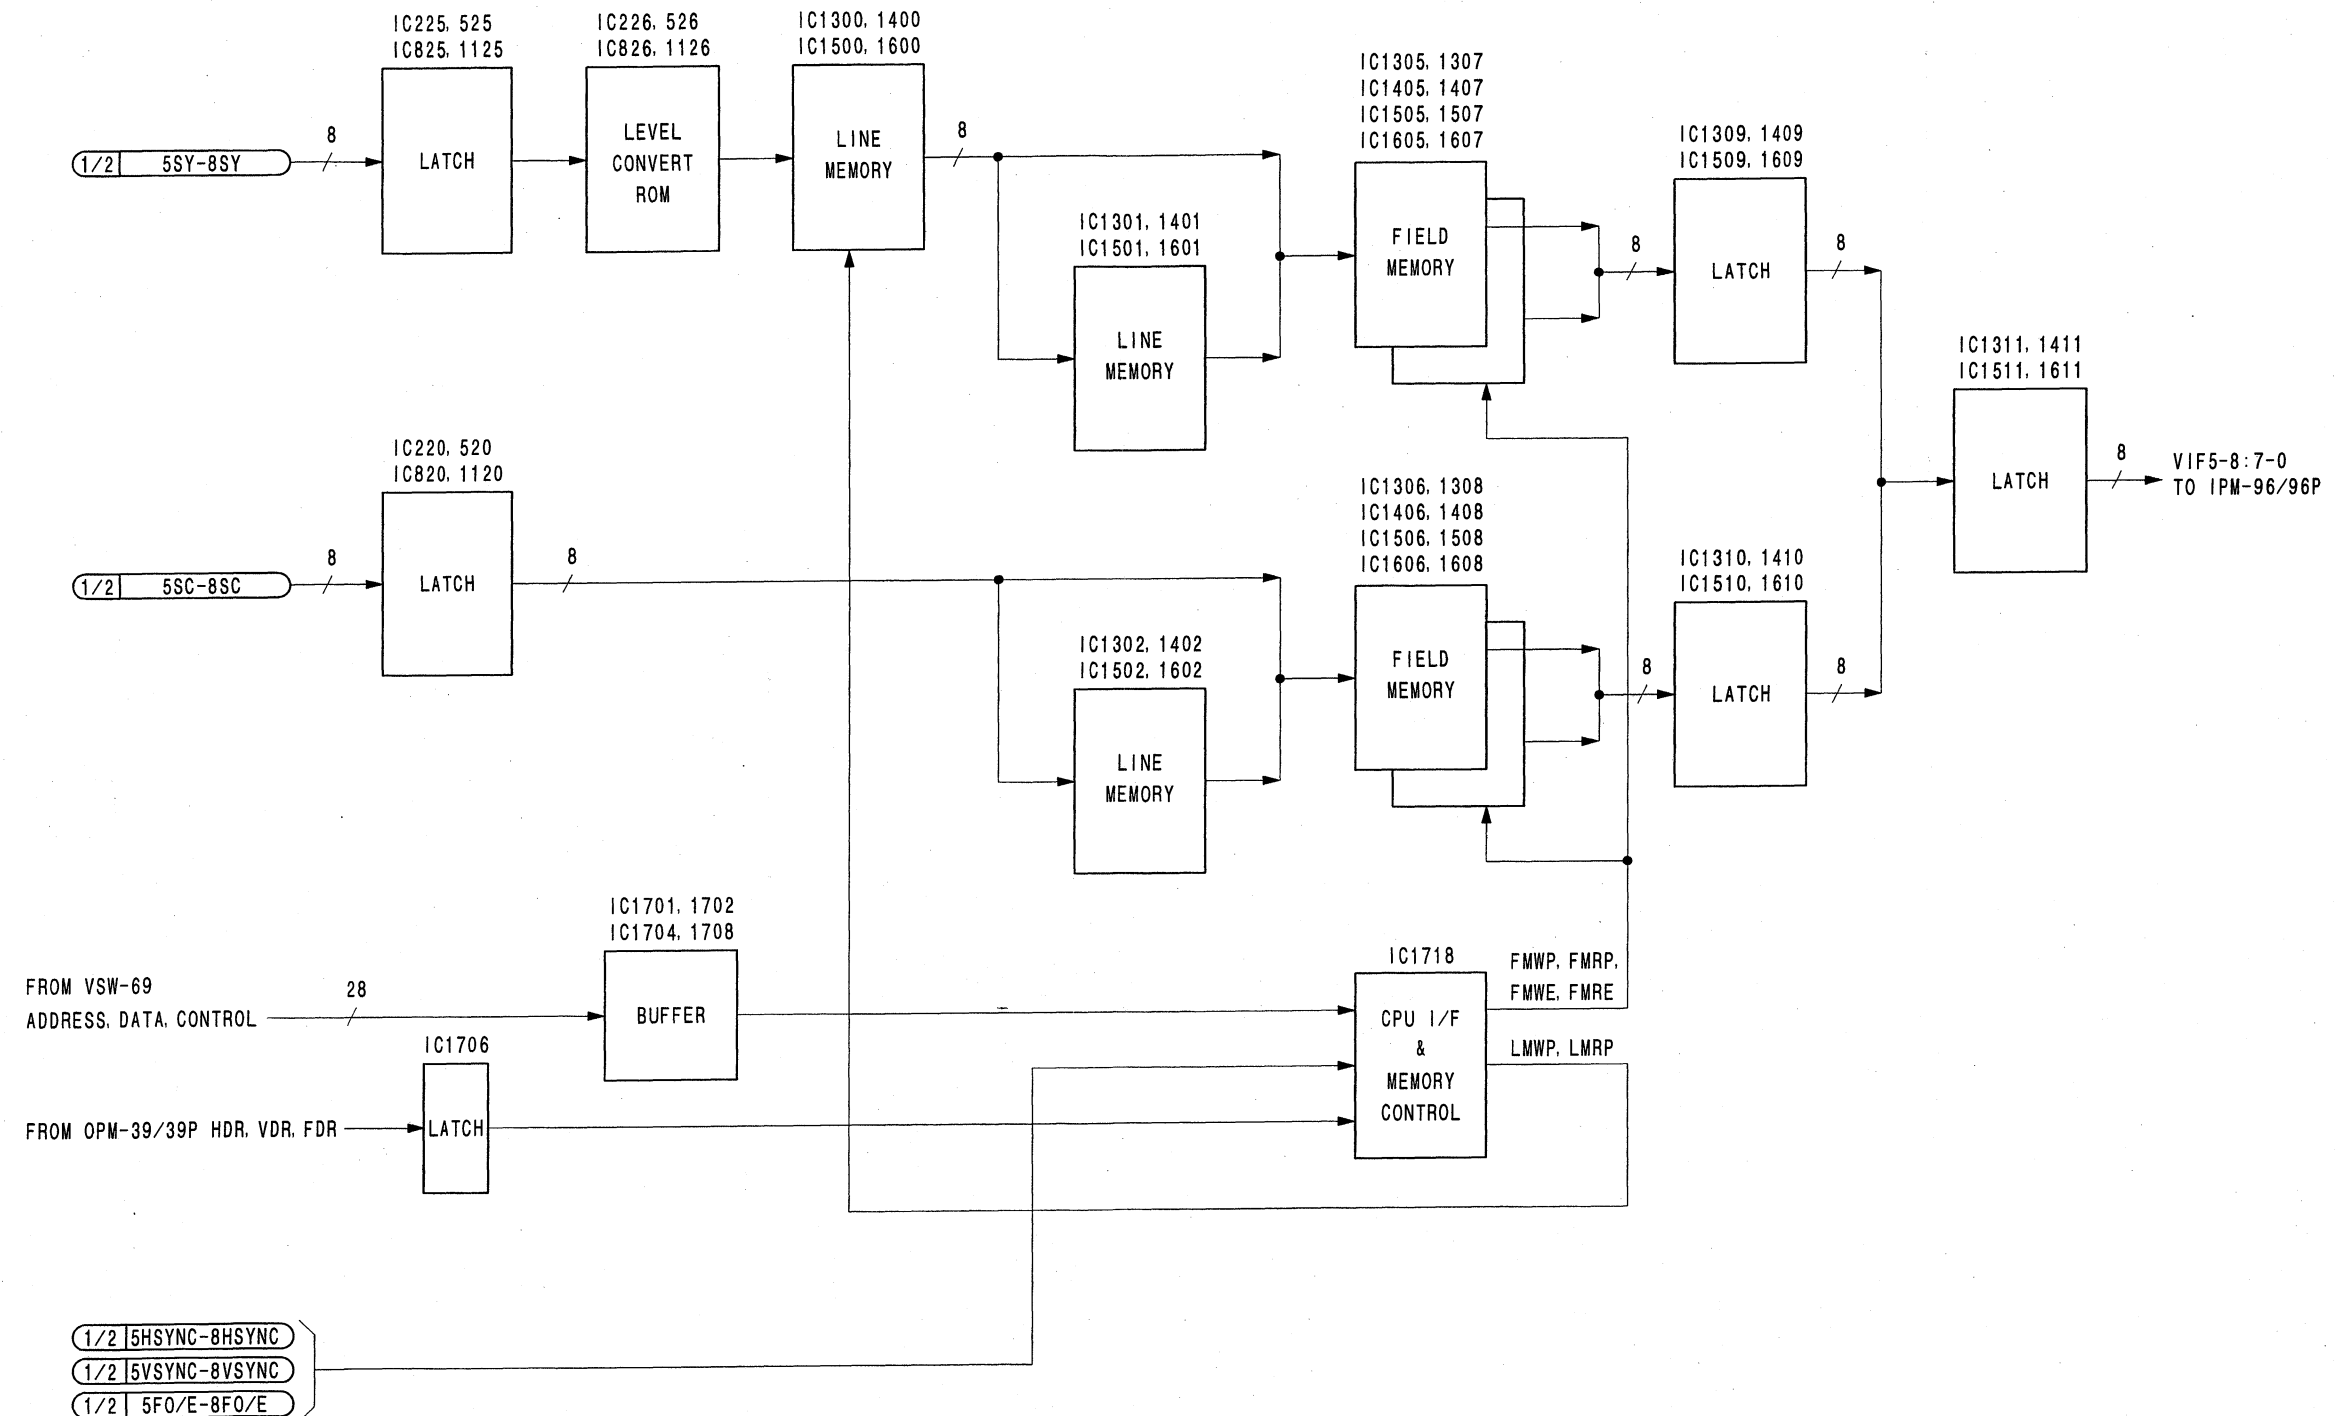 IC225, 525
IC825, 1125
LATCH
IC226, 526
IC826, 1126
LEVEL
CONVERT
ROM
IC1300, 1400
IC1500, 1600
LINE
MEMORY
1/2 5SY-8SY
8
8
IC1301, 1401
IC1501, 1601
LINE
MEMORY
IC1305, 1307
IC1405, 1407
IC1505, 1507
IC1605, 1607
FIELD
MEMORY
8
IC1309, 1409
IC1509, 1609
LATCH
8
IC1311, 1411
IC1511, 1611
LATCH
8
VIF5-8:7-0
TO IPM-96/96P
IC220, 520
IC820, 1120
LATCH
1/2 5SC-8SC
8
8
IC1302, 1402
IC1502, 1602
LINE
MEMORY
IC1306, 1308
IC1406, 1408
IC1506, 1508
IC1606, 1608
FIELD
MEMORY
8
IC1310, 1410
IC1510, 1610
LATCH
8
IC1701, 1702
IC1704, 1708
BUFFER
FROM VSW-69
ADDRESS, DATA, CONTROL
28
IC1706
LATCH
FROM OPM-39/39P HDR, VDR, FDR
IC1718
CPU I/F
&
MEMORY
CONTROL
FMWP, FMRP,
FMWE, FMRE
LMWP, LMRP
1/2 5HSYNC-8HSYNC
1/2 5VSYNC-8VSYNC
1/2 5FO/E-8FO/E